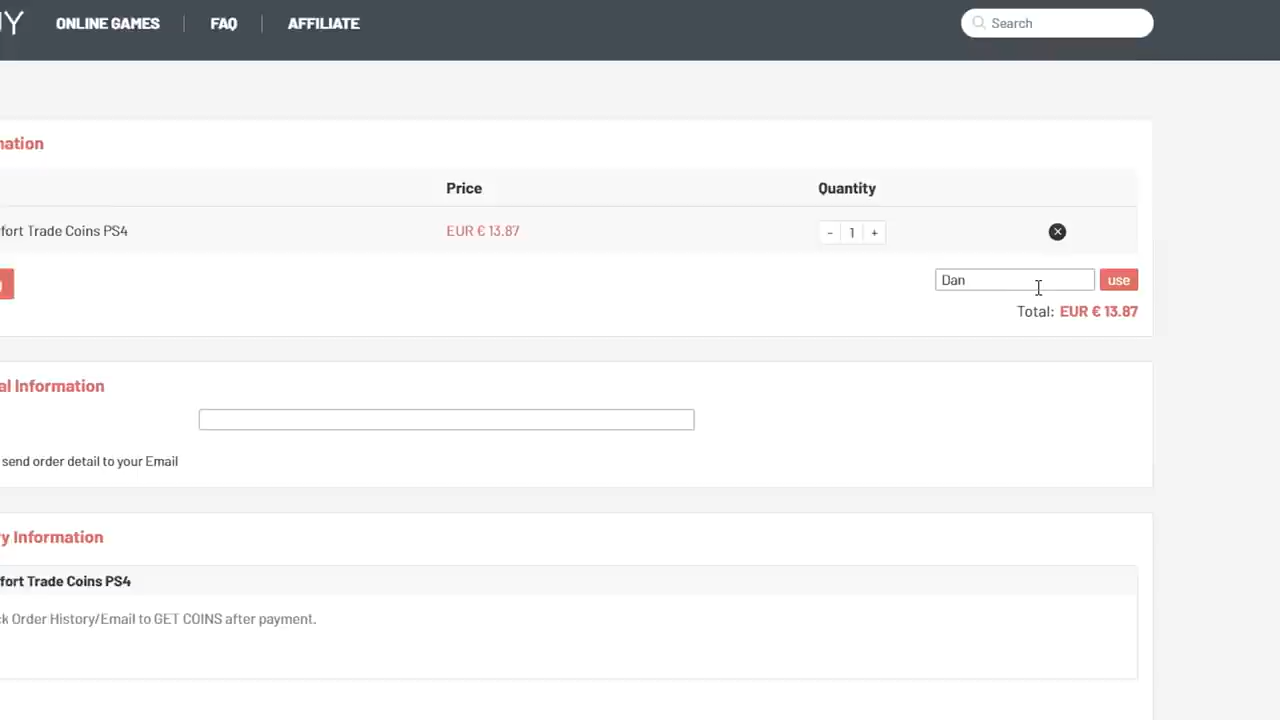 ONLINE GAMES FAQ AFFILIATE Search
mation
Price Quantity
fort Trade Coins PS4 EUR € 13.87 - 1 +
Dan use
Total: EUR € 13.87
al Information
send order detail to your Email
y Information
fort Trade Coins PS4
ck Order History/Email to GET COINS after payment.